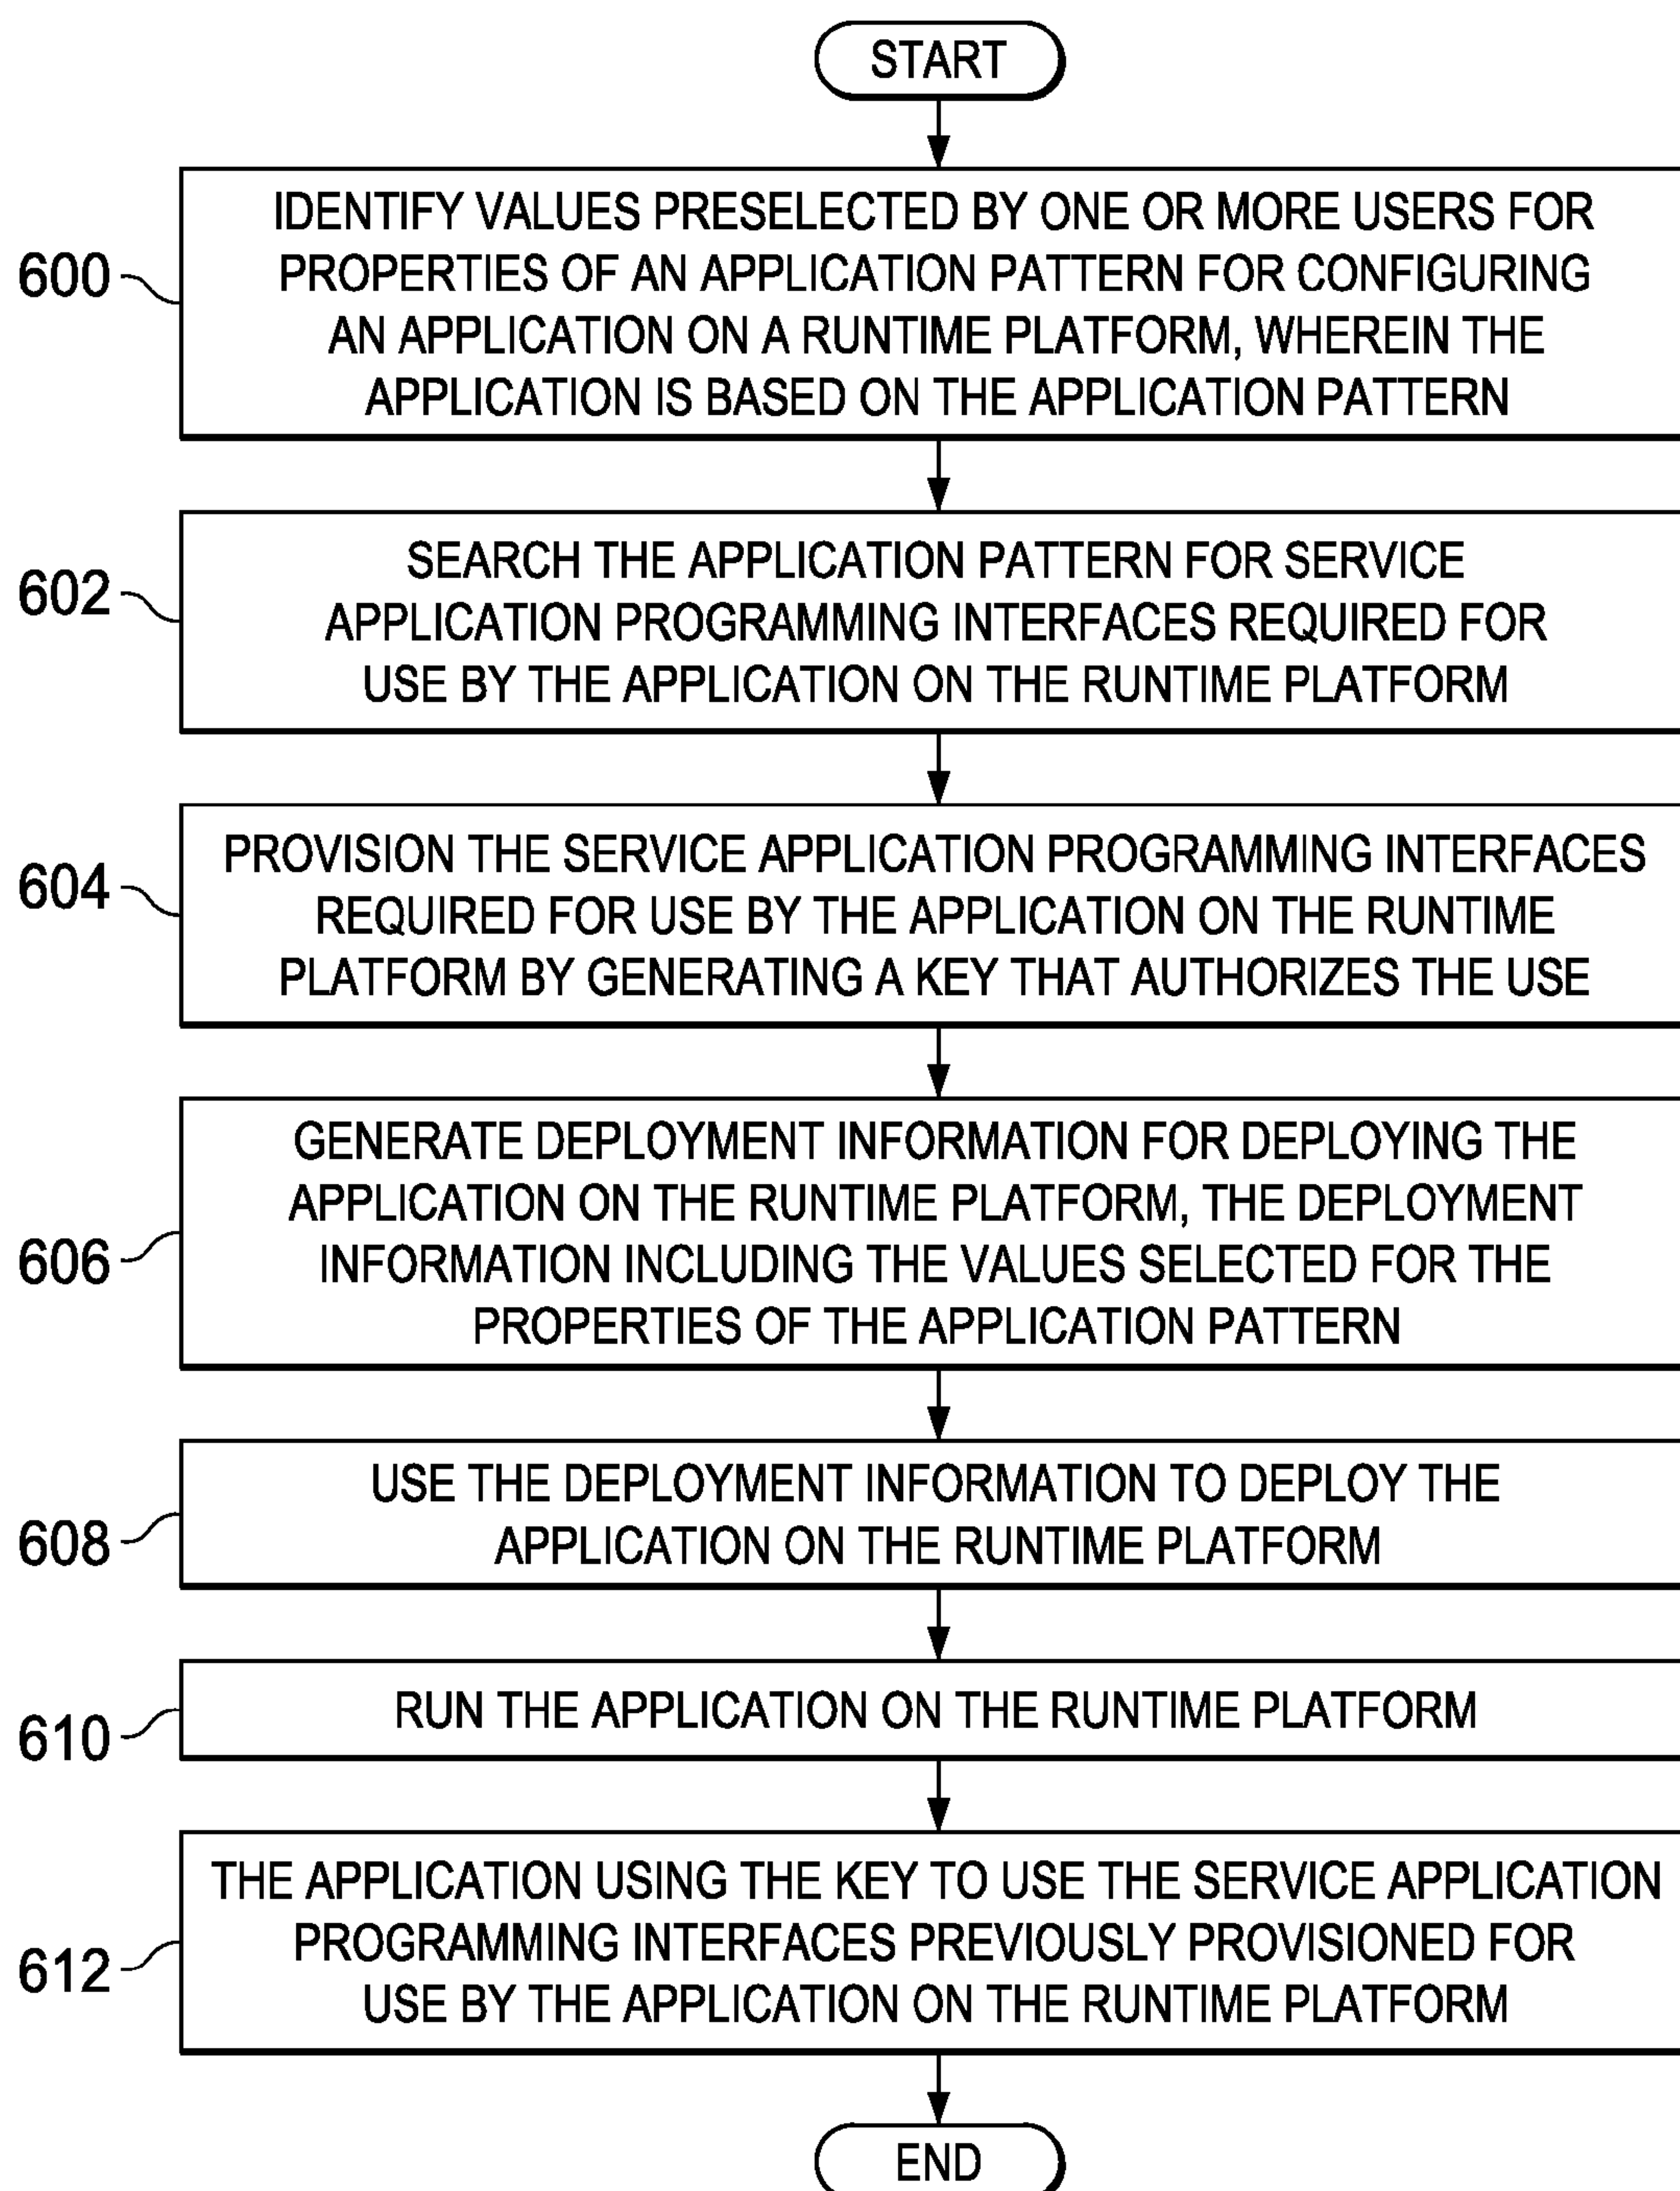 START
IDENTIFY VALUES PRESELECTED BY ONE OR MORE USERS FOR
PROPERTIES OF AN APPLICATION PATTERN FOR CONFIGURING
AN APPLICATION ON A RUNTIME PLATFORM, WHEREIN THE
APPLICATION IS BASED ON THE APPLICATION PATTERN
600
SEARCH THE APPLICATION PATTERN FOR SERVICE
APPLICATION PROGRAMMING INTERFACES REQUIRED FOR
USE BY THE APPLICATION ON THE RUNTIME PLATFORM
602
PROVISION THE SERVICE APPLICATION PROGRAMMING INTERFACES
REQUIRED FOR USE BY THE APPLICATION ON THE RUNTIME
PLATFORM BY GENERATING A KEY THAT AUTHORIZES THE USE
604
GENERATE DEPLOYMENT INFORMATION FOR DEPLOYING THE
APPLICATION ON THE RUNTIME PLATFORM, THE DEPLOYMENT
INFORMATION INCLUDING THE VALUES SELECTED FOR THE
PROPERTIES OF THE APPLICATION PATTERN
606
USE THE DEPLOYMENT INFORMATION TO DEPLOY THE
APPLICATION ON THE RUNTIME PLATFORM
608
RUN THE APPLICATION ON THE RUNTIME PLATFORM
610
THE APPLICATION USING THE KEY TO USE THE SERVICE APPLICATION
PROGRAMMING INTERFACES PREVIOUSLY PROVISIONED FOR
USE BY THE APPLICATION ON THE RUNTIME PLATFORM
612
END